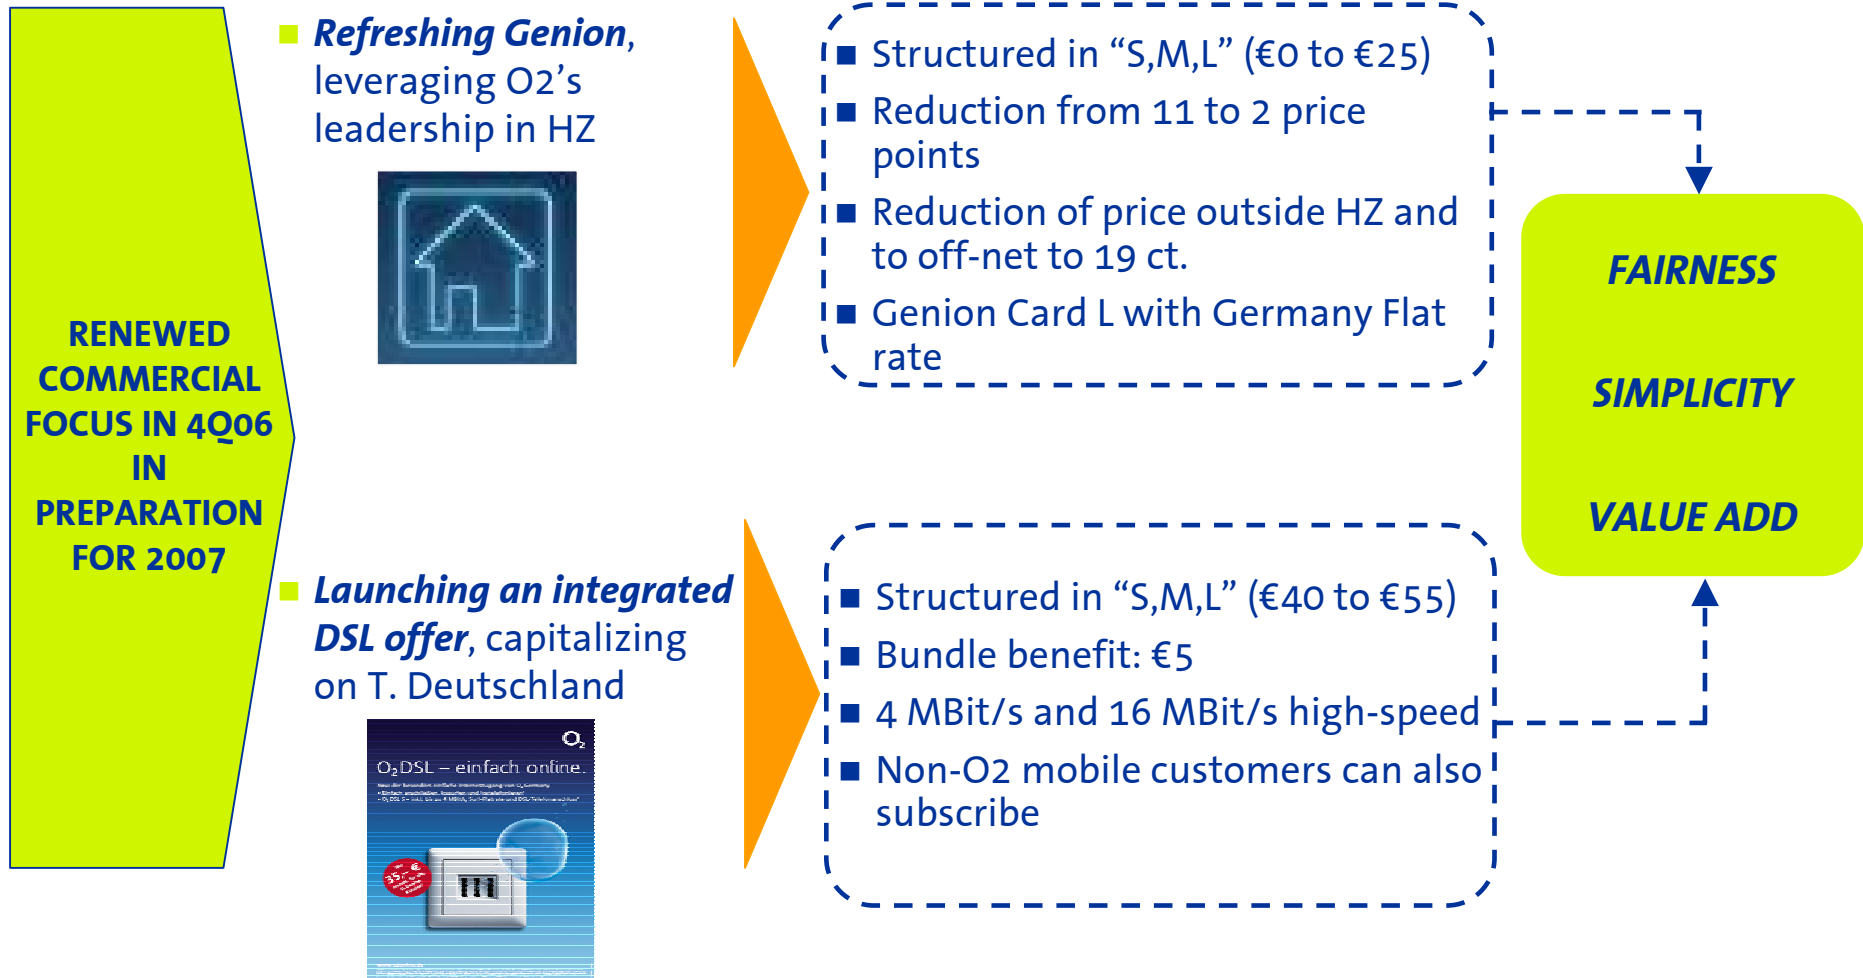 RENEWED
COMMERCIAL
FOCUS IN 4Q06
IN
PREPARATION
FOR 2007
Refreshing Genion,
leveraging O2’s
leadership in HZ
Structured in “S,M,L” (€0 to €25)
Reduction from 11 to 2 price
points
Reduction of price outside HZ and
to off-net to 19 ct.
Genion Card L with Germany Flat
rate
Launching an integrated
DSL offer, capitalizing
on T. Deutschland
O₂
O₂DSL – einfach online.
35,– €
Structured in “S,M,L” (€40 to €55)
Bundle benefit: €5
4 MBit/s and 16 MBit/s high-speed
Non-O2 mobile customers can also
subscribe
FAIRNESS
SIMPLICITY
VALUE ADD